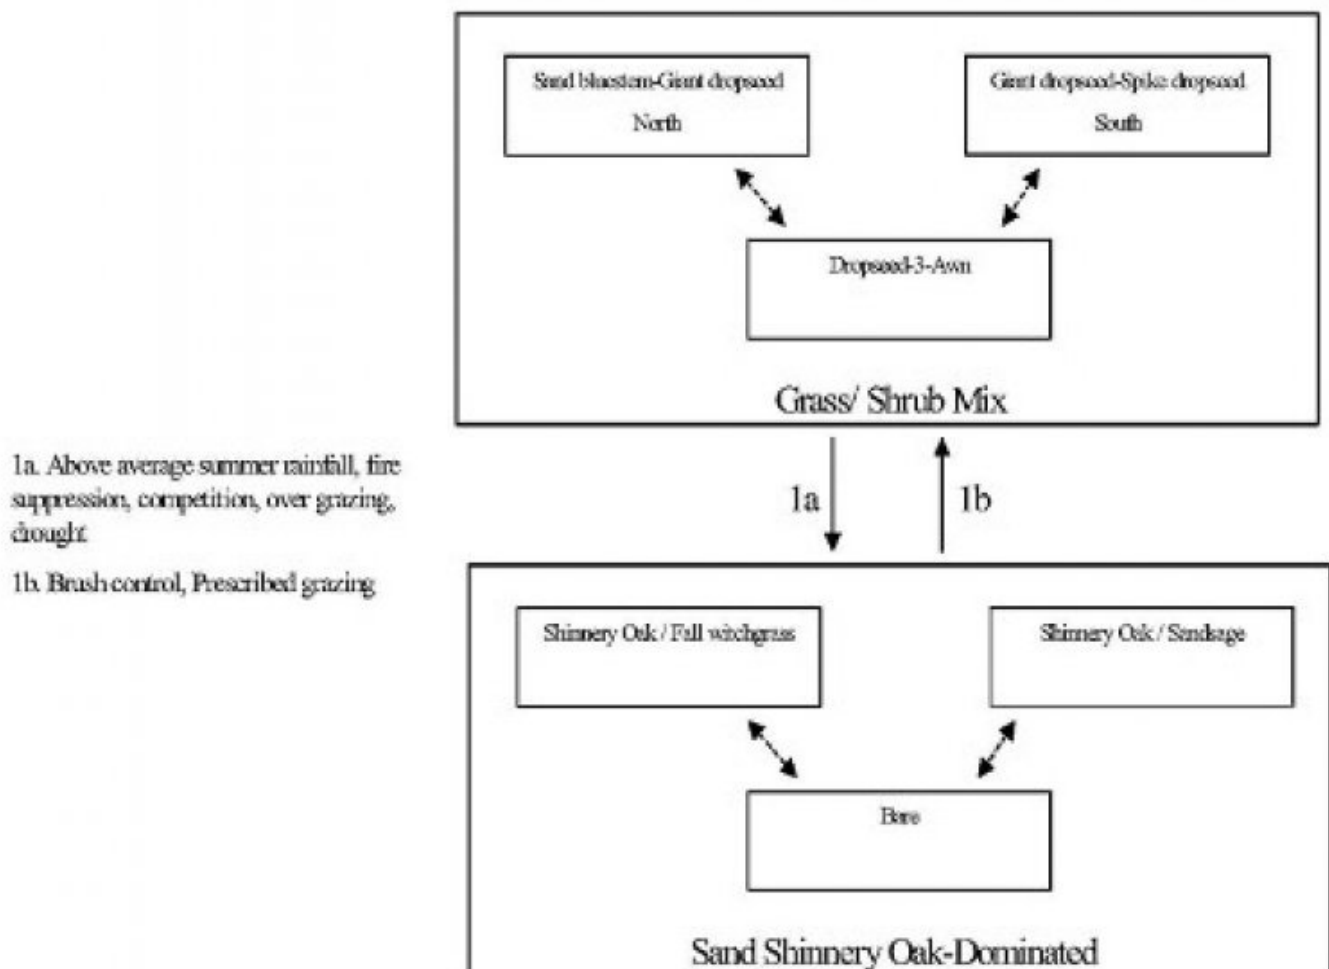 Sand bluestem-Giant dropseed
North
Giant dropseed-Spike dropseed
South
Dropseed-3-Awn
Grass/ Shrub Mix
1a. Above average summer rainfall, fire
suppression, competition, over grazing,
drought
1b. Brush control, Prescribed grazing
1a
1b
Shinnery Oak / Fall witchgrass
Shinnery Oak / Sandsage
Bare
Sand Shinnery Oak-Dominated